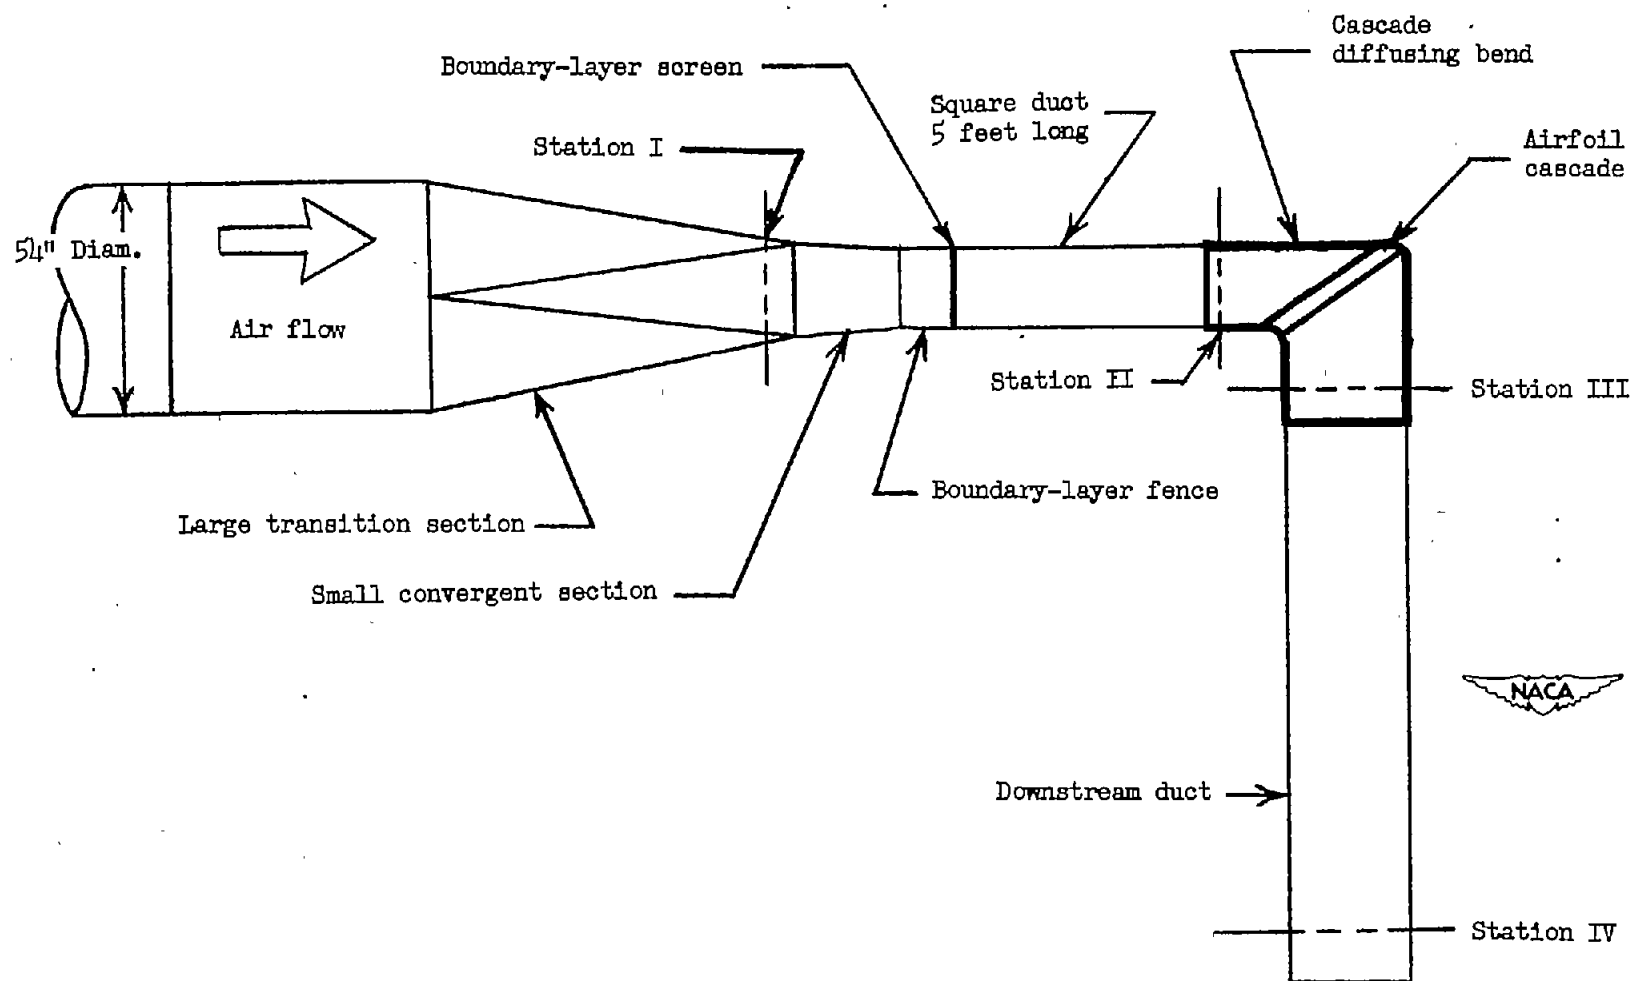 Cascade
diffusing bend
Boundary-layer screen
Square duct
5 feet long
Station I
Airfoil
cascade
54" Diam.
Air flow
Station II
Station III
Boundary-layer fence
Large transition section
Small convergent section
NACA
Downstream duct
Station IV